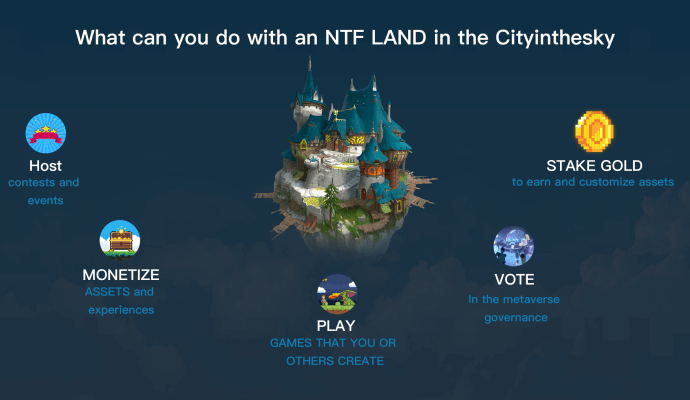 What can you do with an NTF LAND in the Cityinthesky
Host
contests and
events
STAKE GOLD
to earn and customize assets
MONETIZE
ASSETS and
experiences
VOTE
In the metaverse
governance
PLAY
GAMES THAT YOU OR
OTHERS CREATE